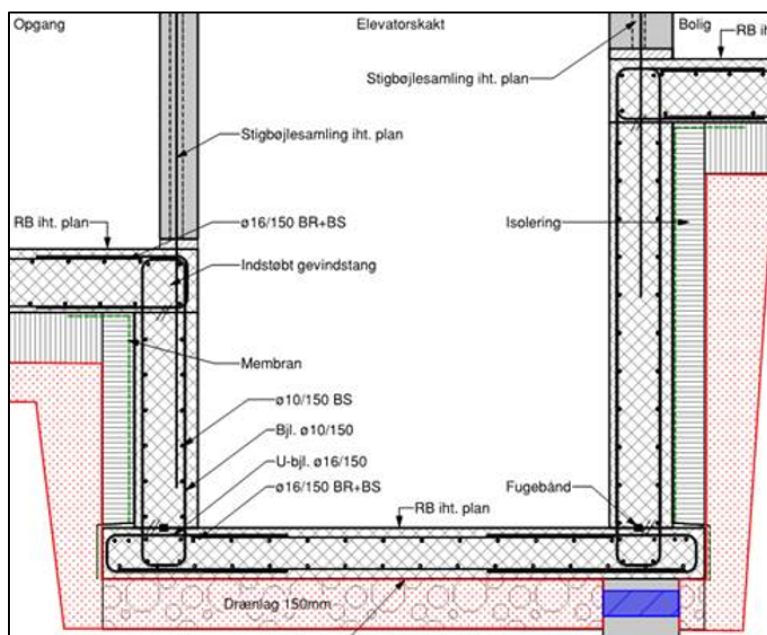 Opgang
Elevatorskakt
Bolig
RB ih
Stigbøjlesamling iht. plan
Stigbøjlesamling iht. plan
RB iht. plan
ø16/150 BR+BS
Isolering
Indstøbt gevindstang
Membran
ø10/150 BS
Bjl. ø10/150
U-bjl. ø16/150
ø16/150 BR+BS
Fugebånd
RB iht. plan
Drænlag 150mm